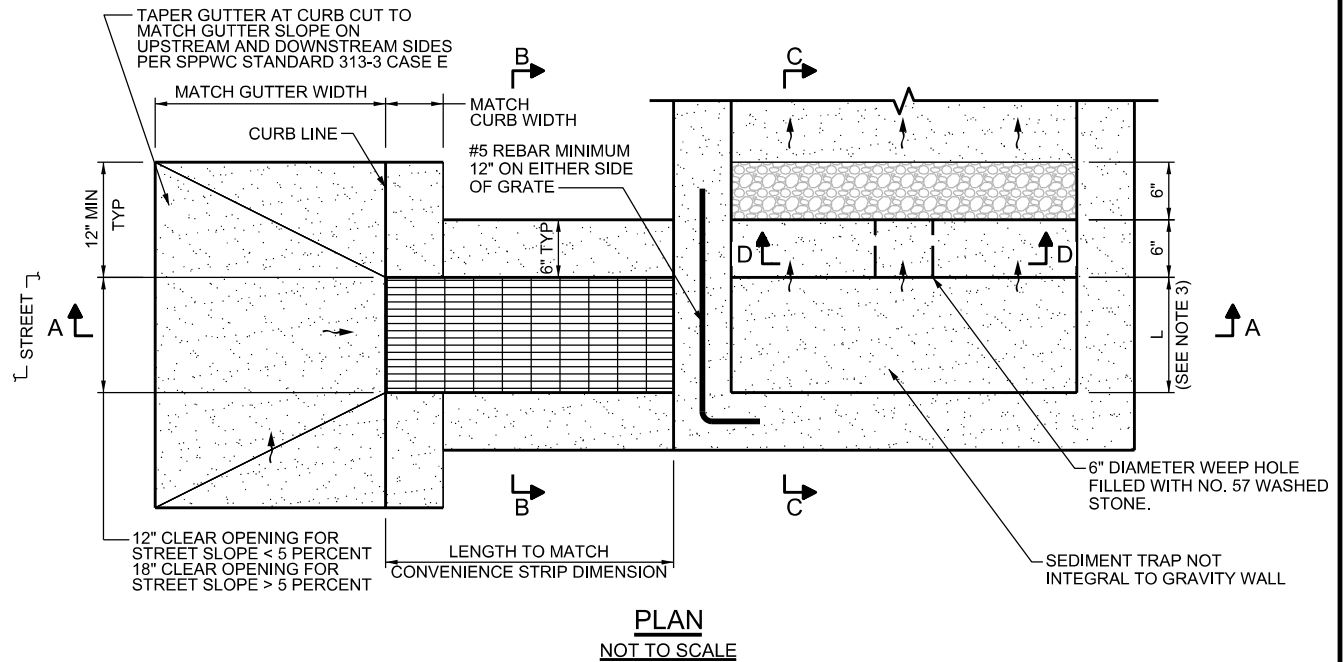 TAPER GUTTER AT CURB CUT TO
MATCH GUTTER SLOPE ON
UPSTREAM AND DOWNSTREAM SIDES
PER SPPWC STANDARD 313-3 CASE E
MATCH GUTTER WIDTH
MATCH
CURB WIDTH
CURB LINE
#5 REBAR MINIMUM
12" ON EITHER SIDE
OF GRATE
B
C
12" MIN
TYP
6" TYP
6"
6"
D
D
STREET
A
A
L
(SEE NOTE 3)
B
C
12" CLEAR OPENING FOR
STREET SLOPE < 5 PERCENT
18" CLEAR OPENING FOR
STREET SLOPE > 5 PERCENT
LENGTH TO MATCH
CONVENIENCE STRIP DIMENSION
6" DIAMETER WEEP HOLE
FILLED WITH NO. 57 WASHED
STONE.
SEDIMENT TRAP NOT
INTEGRAL TO GRAVITY WALL
PLAN
NOT TO SCALE